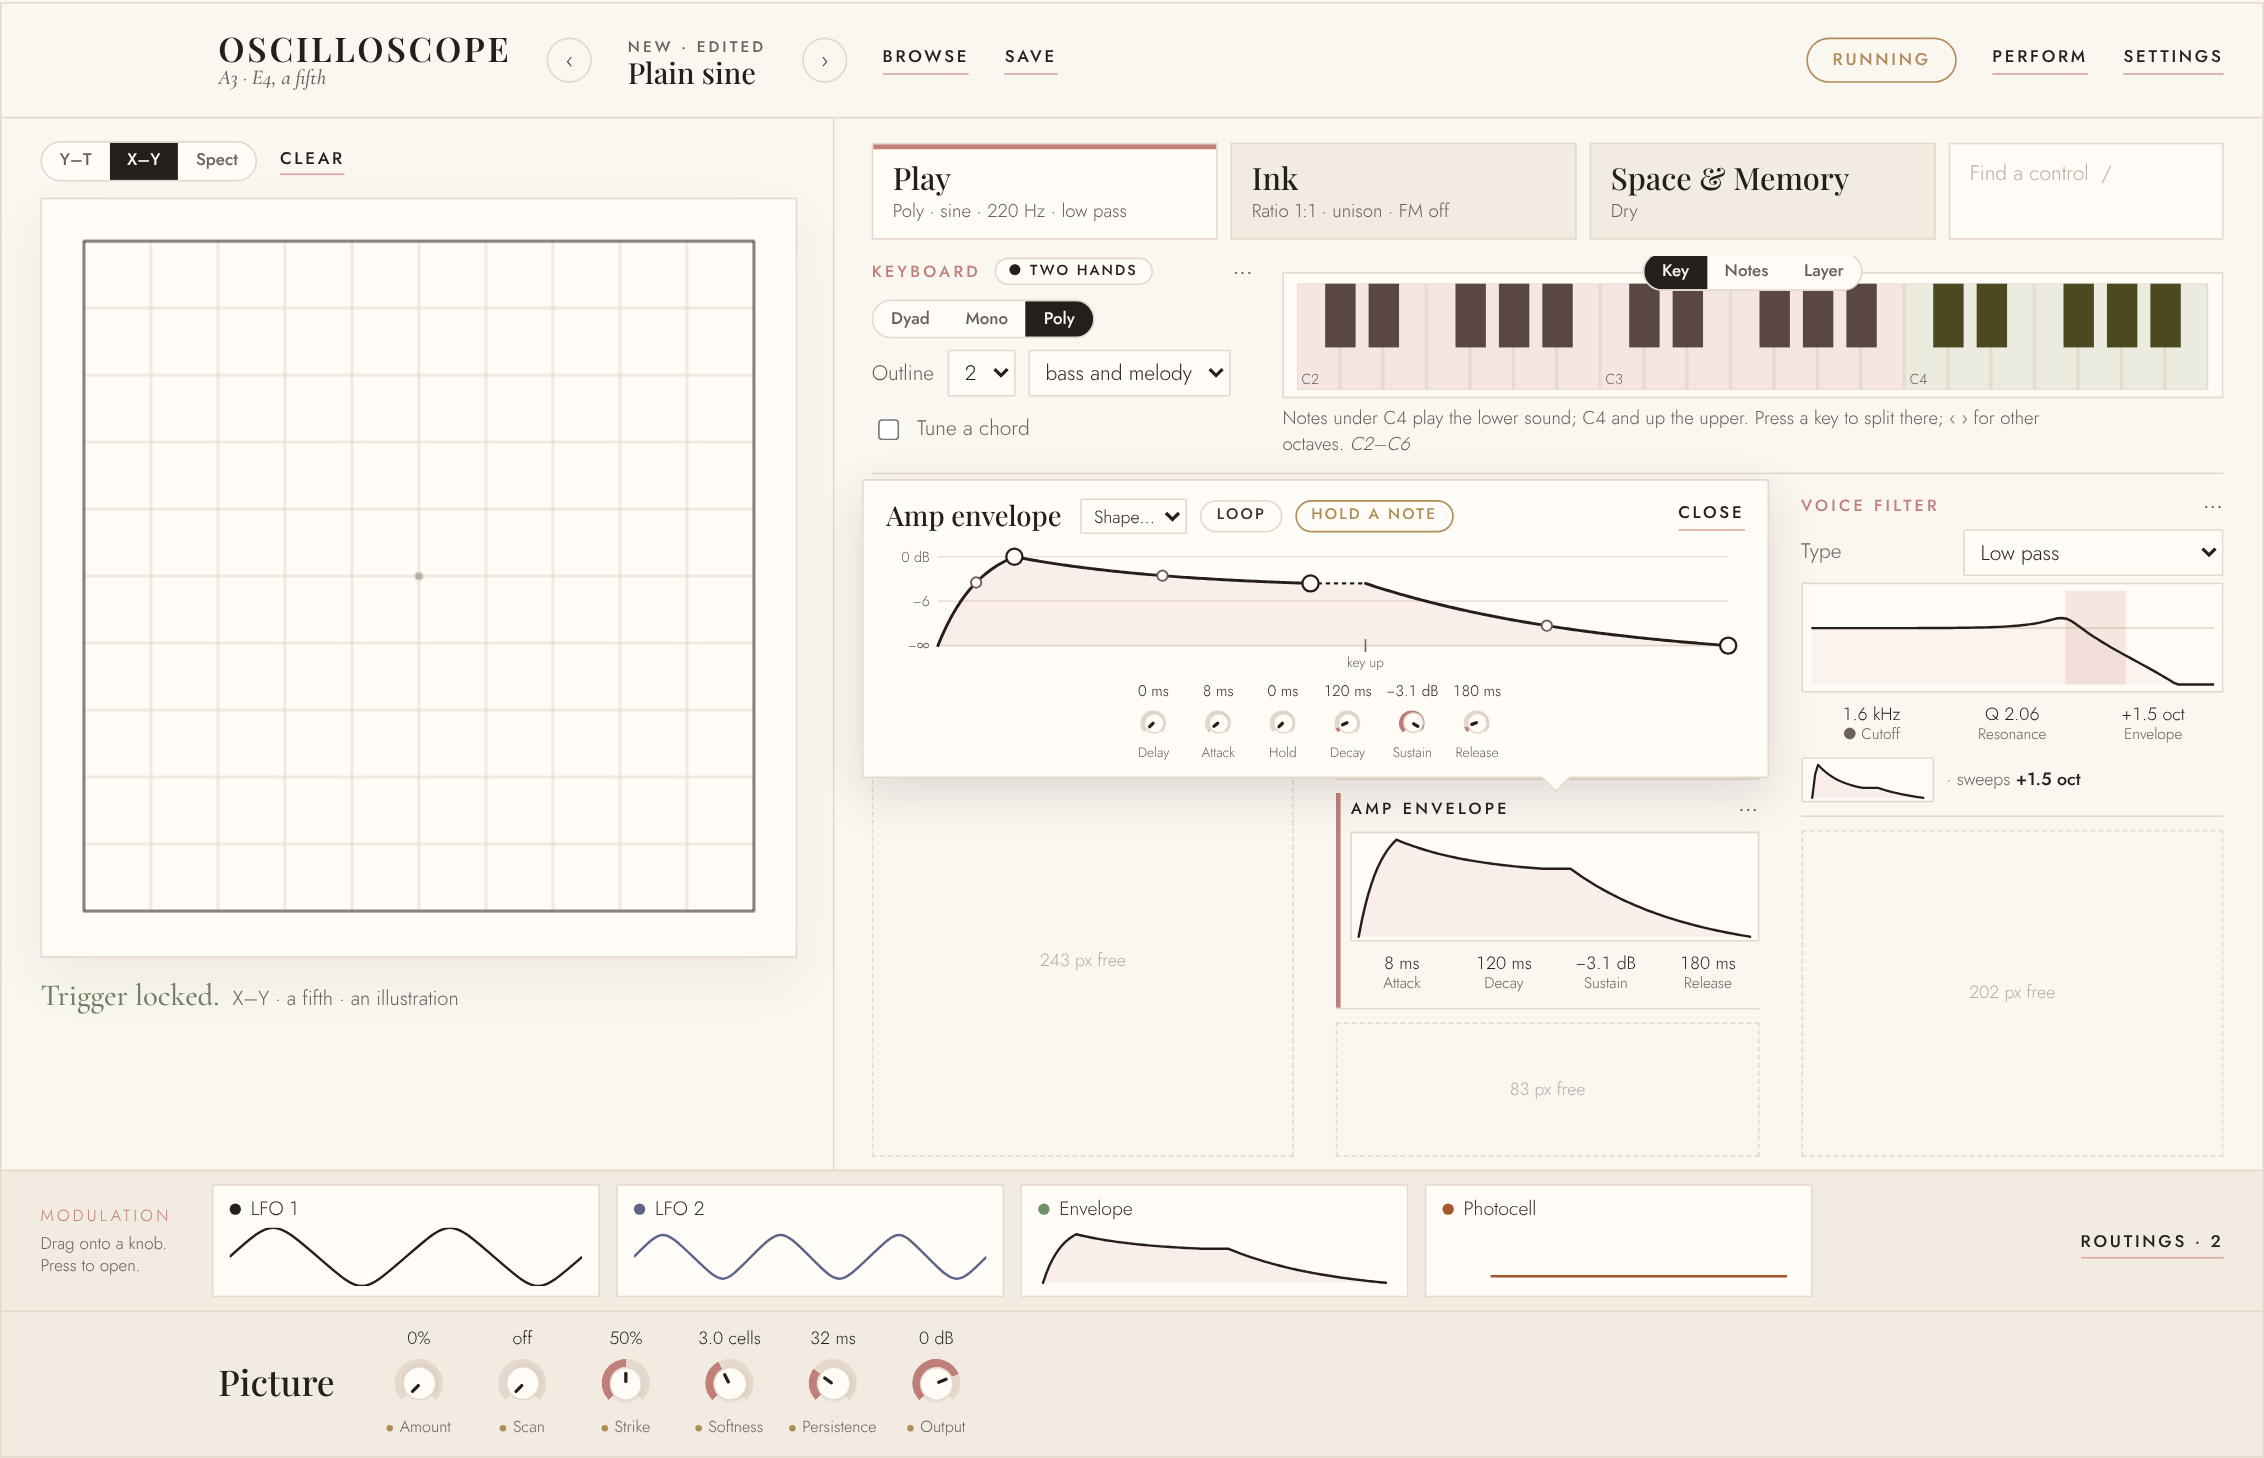 OSCILLOSCOPE
A3 · E4, a fifth
‹
NEW · EDITED
Plain sine
›
BROWSE
SAVE
RUNNING
PERFORM
SETTINGS
Y–T
X–Y
Spect
CLEAR
Trigger locked. X–Y · a fifth · an illustration
Play
Poly · sine · 220 Hz · low pass
Ink
Ratio 1:1 · unison · FM off
Space & Memory
Dry
Find a control /
KEYBOARD
TWO HANDS
...
Dyad
Mono
Poly
Outline
2
bass and melody
Tune a chord
Key
Notes
Layer
C2
C3
C4
Notes under C4 play the lower sound; C4 and up the upper. Press a key to split there; ‹ › for other
octaves. C2–C6
Amp envelope
Shape...
LOOP
HOLD A NOTE
CLOSE
0 dB
–6
–∞
key up
0 ms
8 ms
0 ms
120 ms
–3.1 dB
180 ms
Delay
Attack
Hold
Decay
Sustain
Release
VOICE FILTER
...
Type
Low pass
1.6 kHz
Q 2.06
+1.5 oct
Cutoff
Resonance
Envelope
· sweeps +1.5 oct
243 px free
AMP ENVELOPE
...
8 ms
120 ms
–3.1 dB
180 ms
Attack
Decay
Sustain
Release
83 px free
202 px free
MODULATION
Drag onto a knob.
Press to open.
LFO 1
LFO 2
Envelope
Photocell
ROUTINGS · 2
Picture
0%
off
50%
3.0 cells
32 ms
0 dB
Amount
Scan
Strike
Softness
Persistence
Output